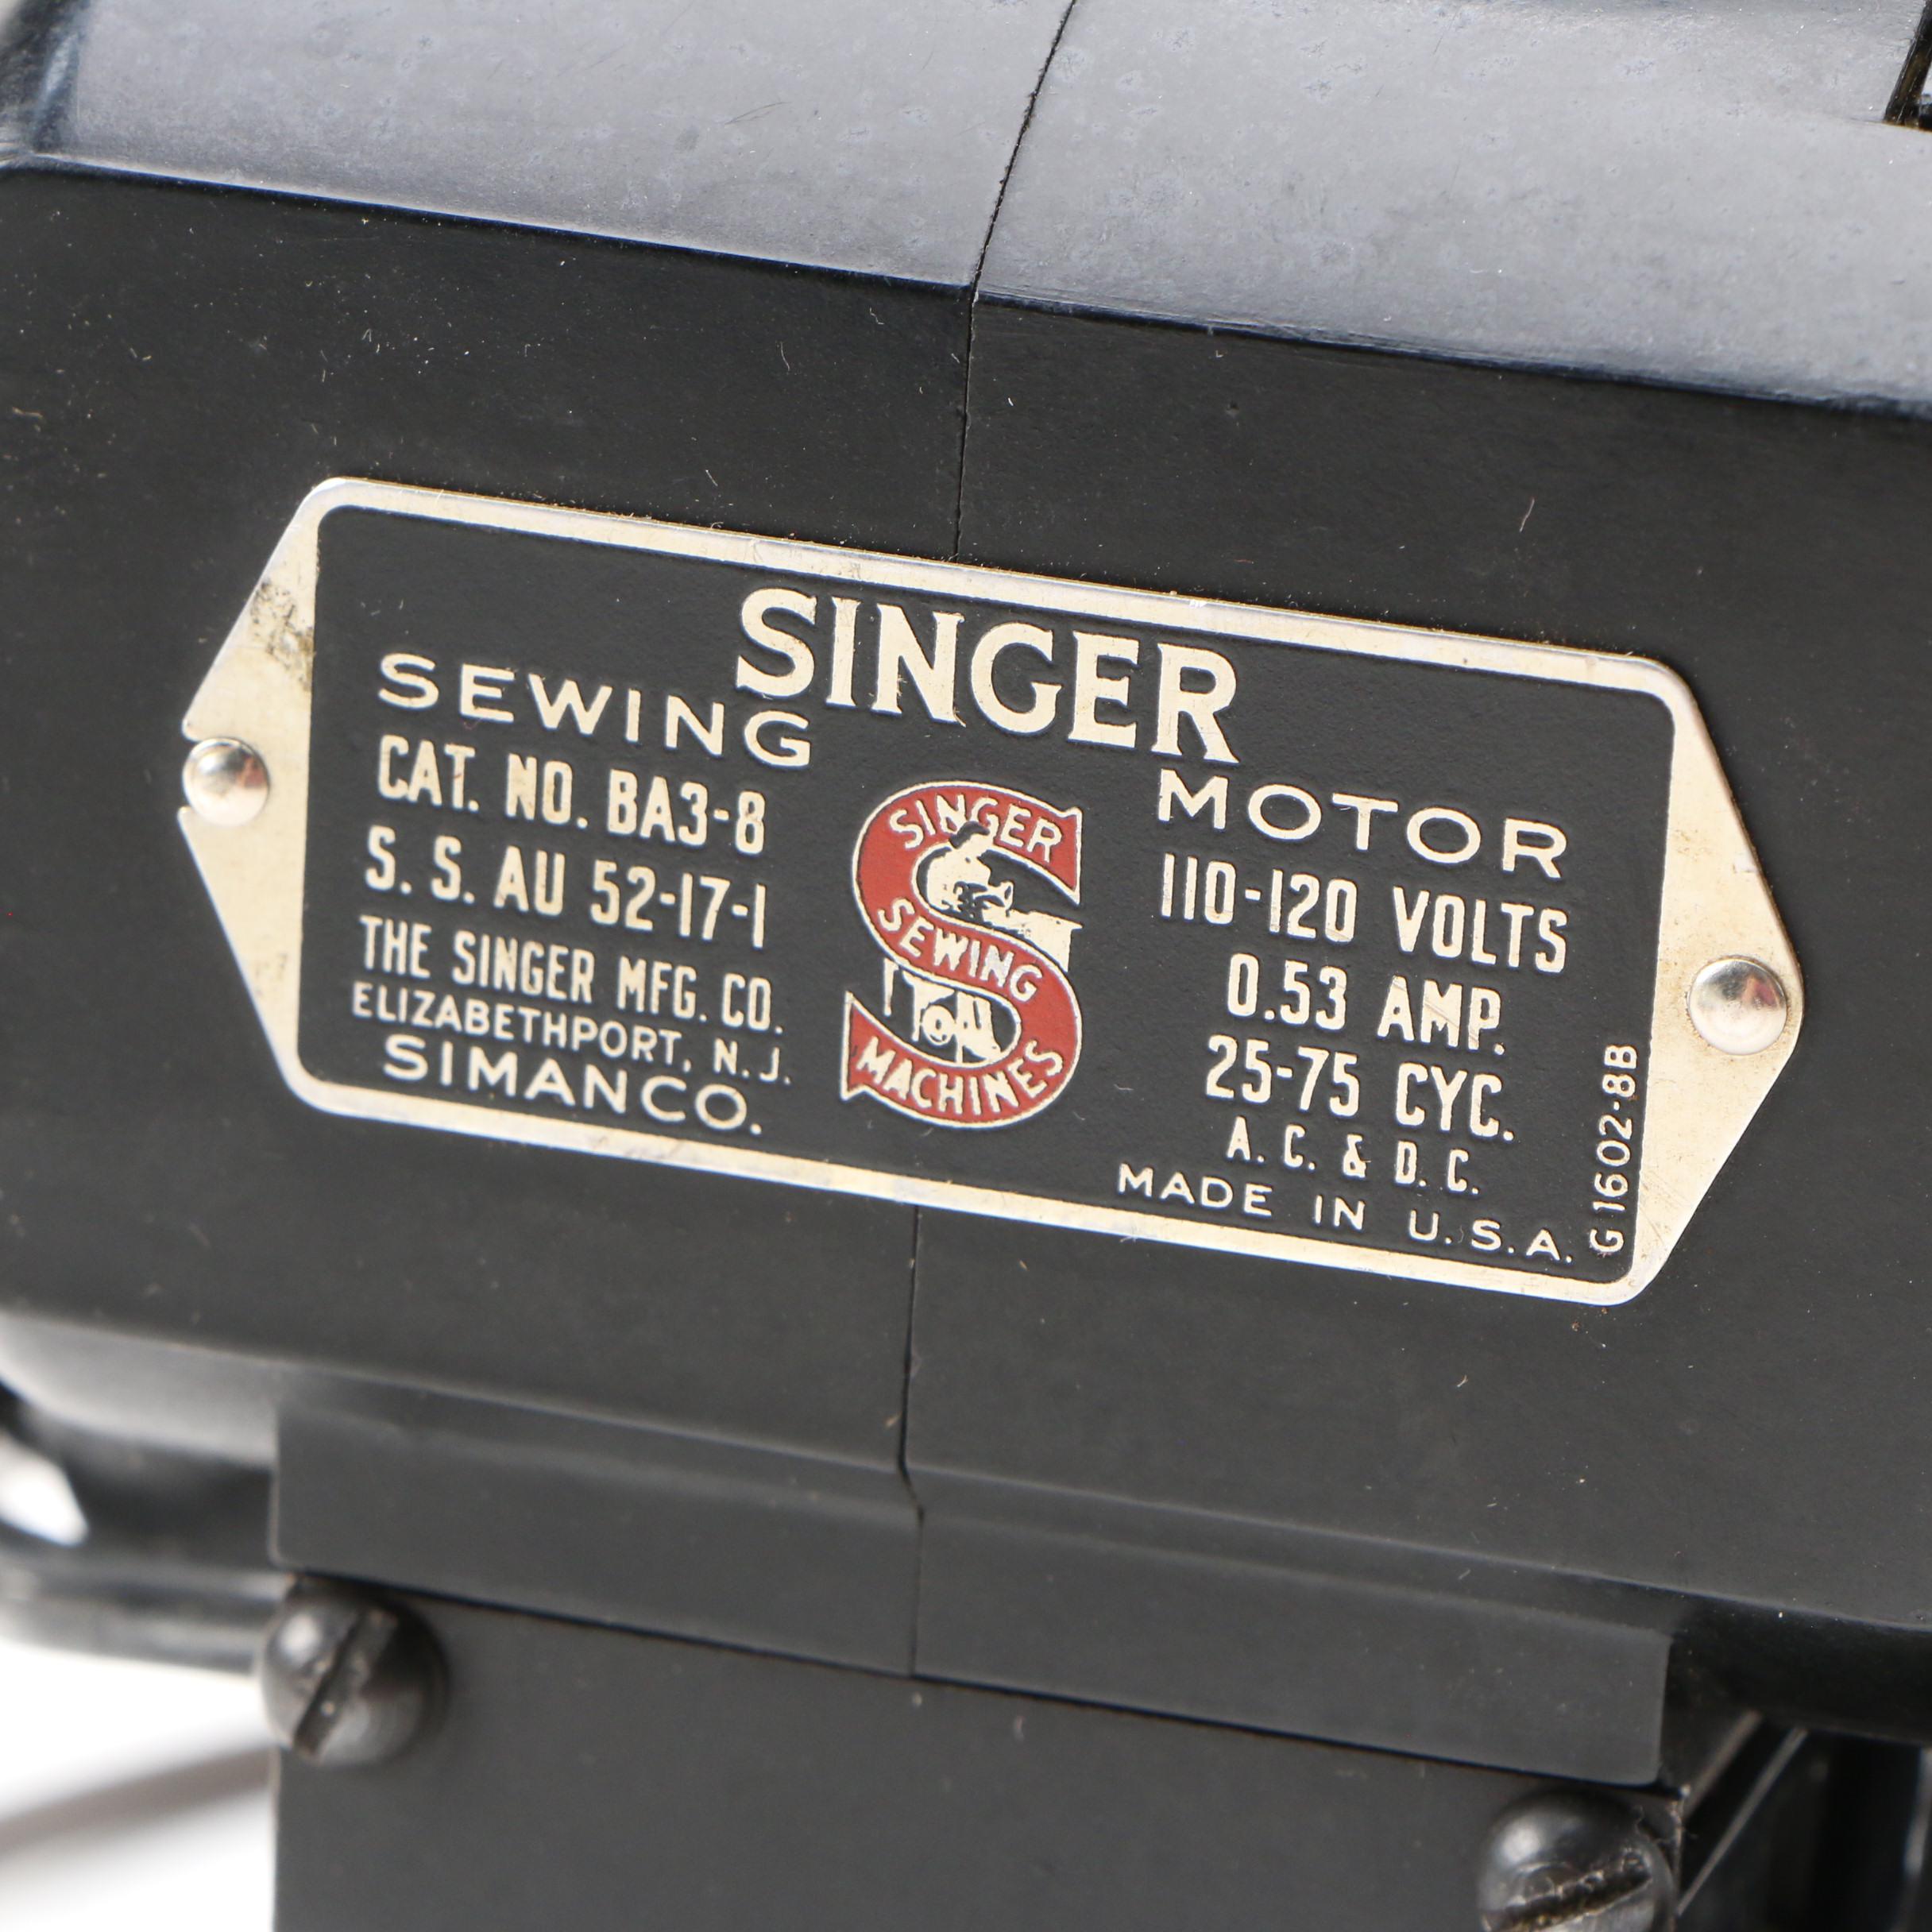 SINGER
SEWING MOTOR
CAT. NO. BA3-8
S. S. AU 52-17-1
THE SINGER MFG. CO.
ELIZABETHPORT, N. J.
SIMANCO.
SINGER
SEWING
MACHINES
110-120 VOLTS
0.53 AMP.
25-75 CYC.
A. C. & D. C.
MADE IN U.S.A.
G1602-8B